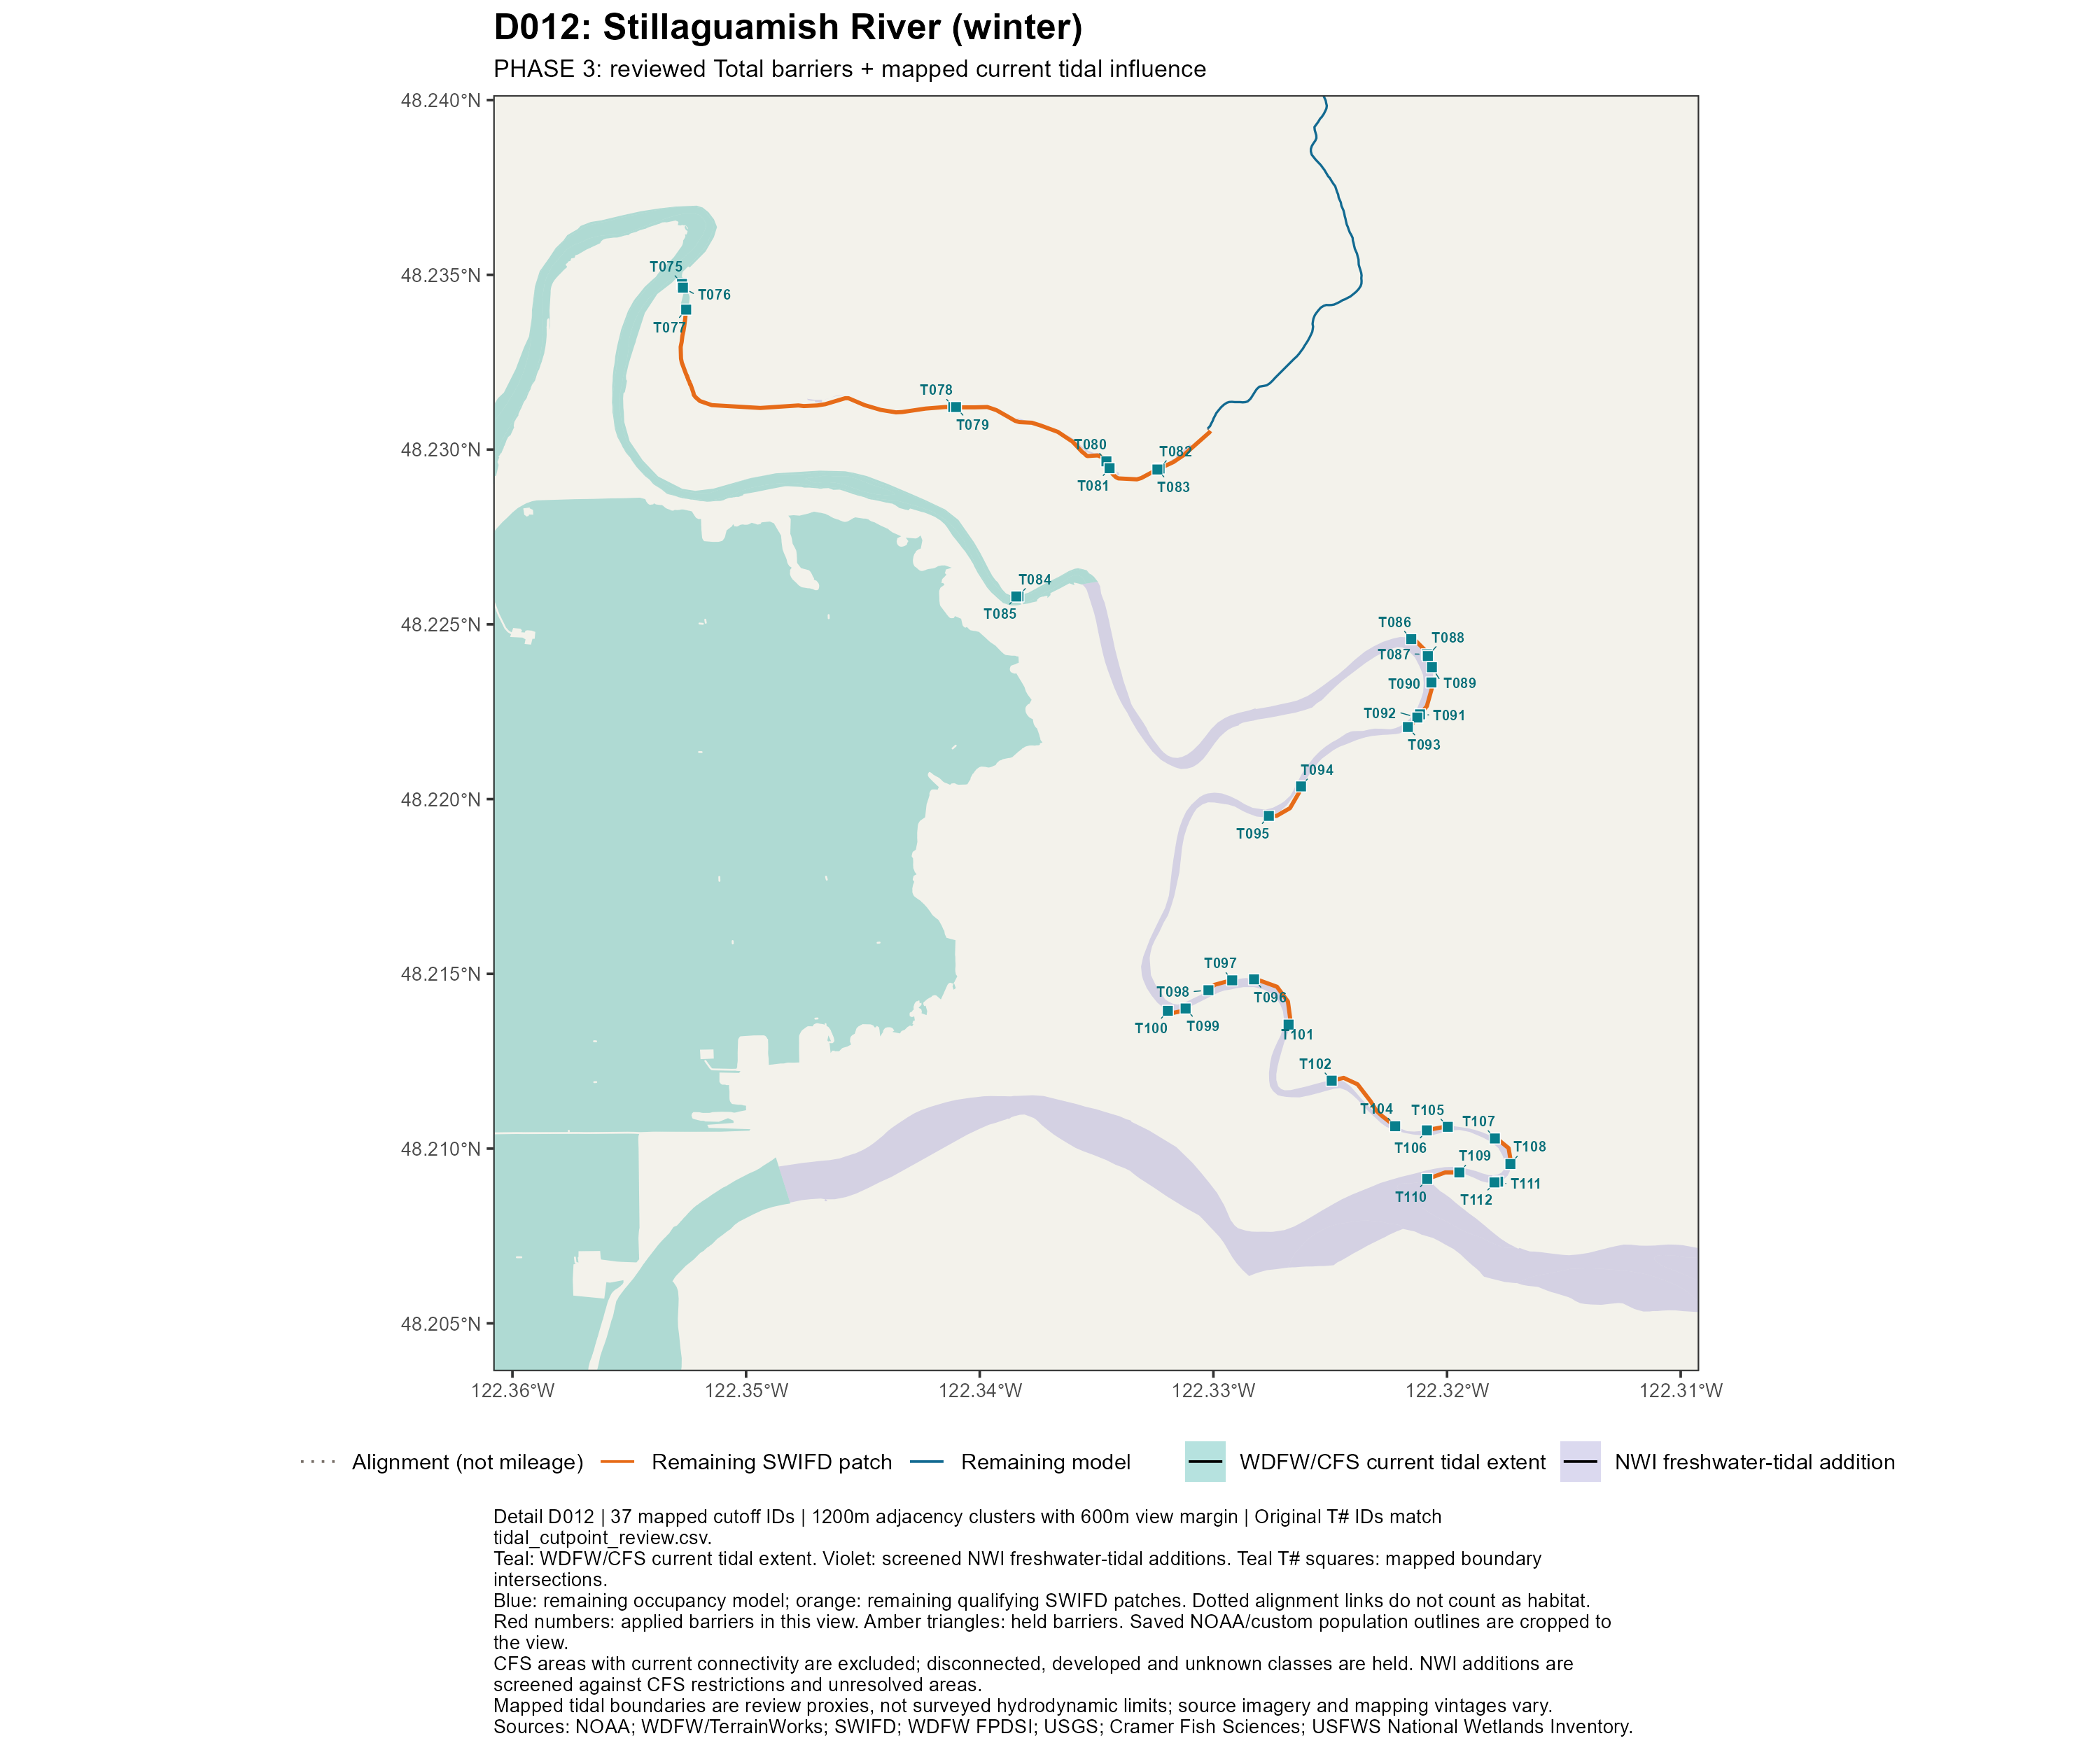 D012: Stillaguamish River (winter)
PHASE 3: reviewed Total barriers + mapped current tidal influence
48.240°N
48.235°N
48.230°N
48.225°N
48.220°N
48.215°N
48.210°N
48.205°N
T075
T076
T077
T078
T079
T080
T081
T082
T083
T084
T085
T086
T088
T087
T090
T089
T092
T091
T093
T094
T095
T097
T098
T096
T100
T099
T101
T102
T104
T105
T107
T106
T108
T109
T110
T112
T111
122.36°W
122.35°W
122.34°W
122.33°W
122.32°W
122.31°W
Alignment (not mileage)
Remaining SWIFD patch
Remaining model
WDFW/CFS current tidal extent
NWI freshwater-tidal addition
Detail D012 | 37 mapped cutoff IDs | 1200m adjacency clusters with 600m view margin | Original T# IDs match
tidal_cutpoint_review.csv.
Teal: WDFW/CFS current tidal extent. Violet: screened NWI freshwater-tidal additions. Teal T# squares: mapped boundary
intersections.
Blue: remaining occupancy model; orange: remaining qualifying SWIFD patches. Dotted alignment links do not count as habitat.
Red numbers: applied barriers in this view. Amber triangles: held barriers. Saved NOAA/custom population outlines are cropped to
the view.
CFS areas with current connectivity are excluded; disconnected, developed and unknown classes are held. NWI additions are
screened against CFS restrictions and unresolved areas.
Mapped tidal boundaries are review proxies, not surveyed hydrodynamic limits; source imagery and mapping vintages vary.
Sources: NOAA; WDFW/TerrainWorks; SWIFD; WDFW FPDSI; USGS; Cramer Fish Sciences; USFWS National Wetlands Inventory.